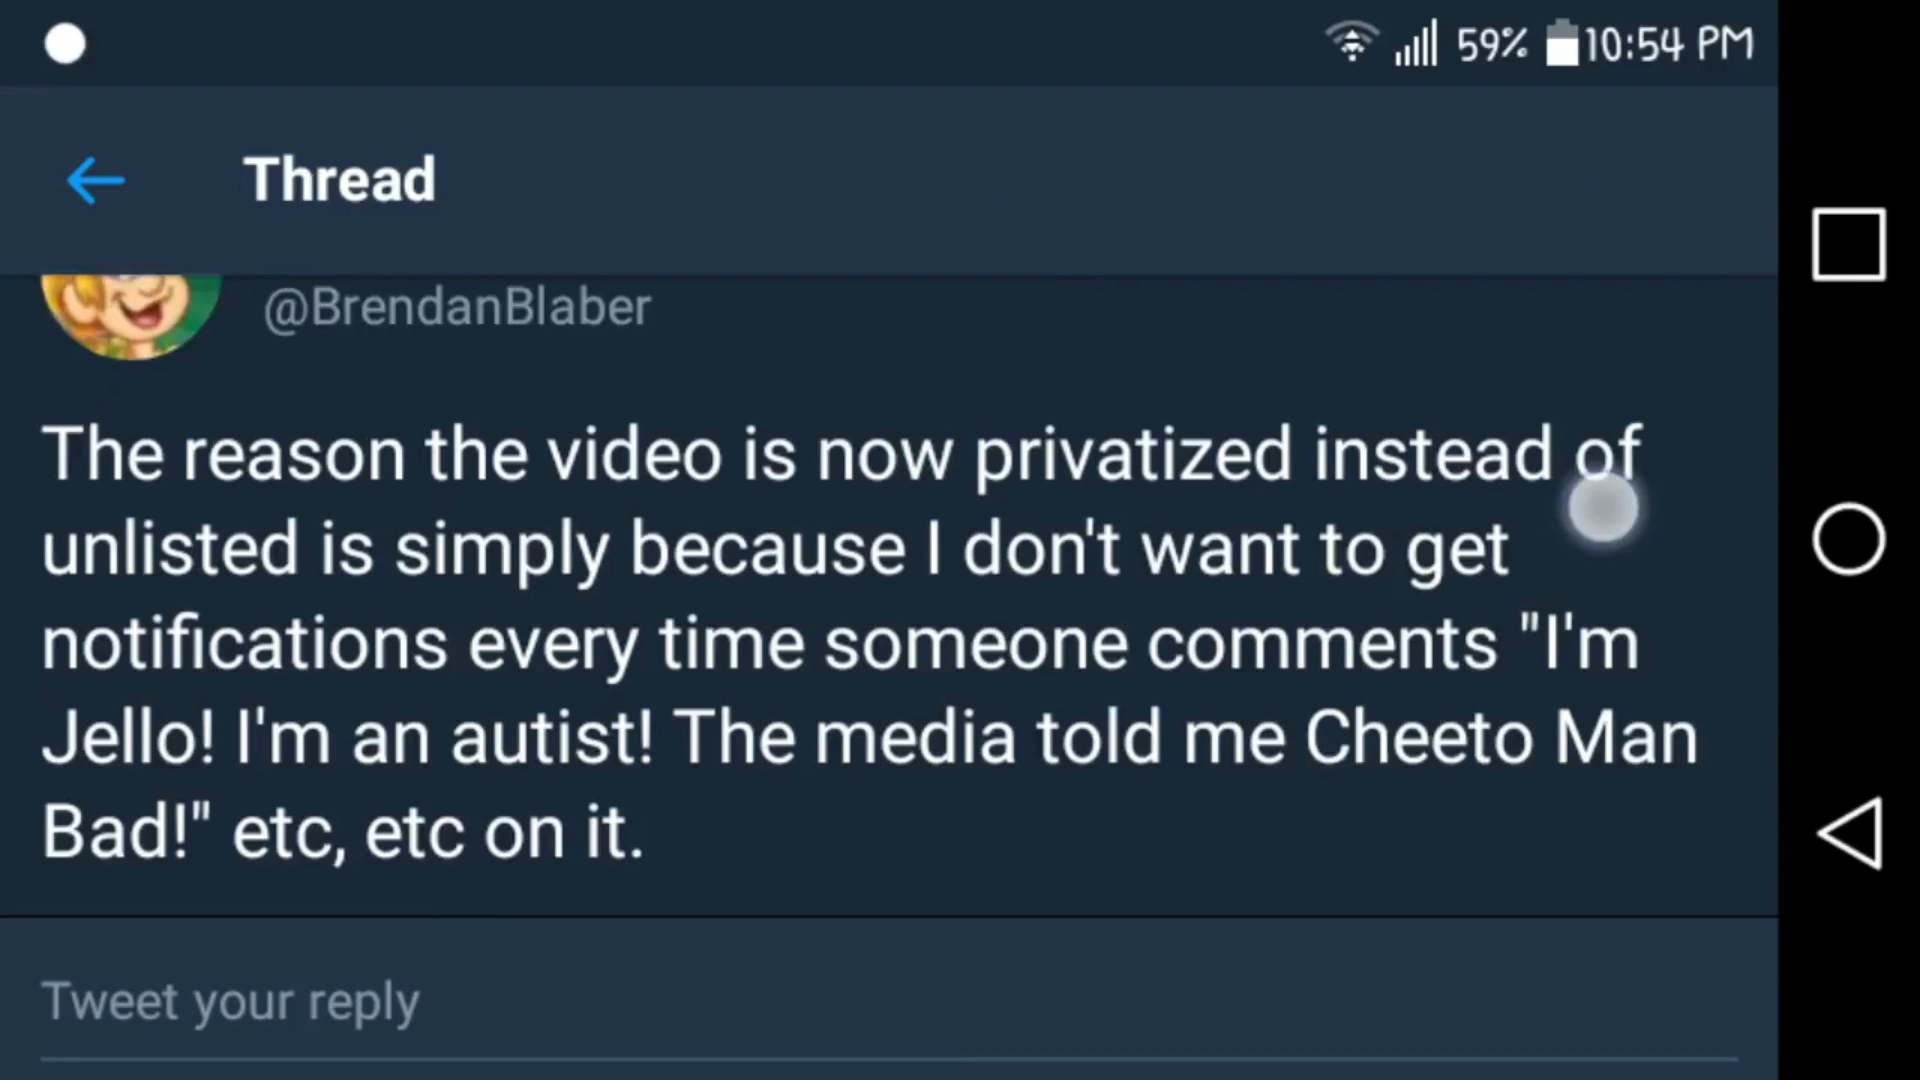 59% 10:54 PM
Thread
@BrendanBlaber
The reason the video is now privatized instead of
unlisted is simply because I don't want to get
notifications every time someone comments "I'm
Jello! I'm an autist! The media told me Cheeto Man
Bad!" etc, etc on it.
Tweet your reply